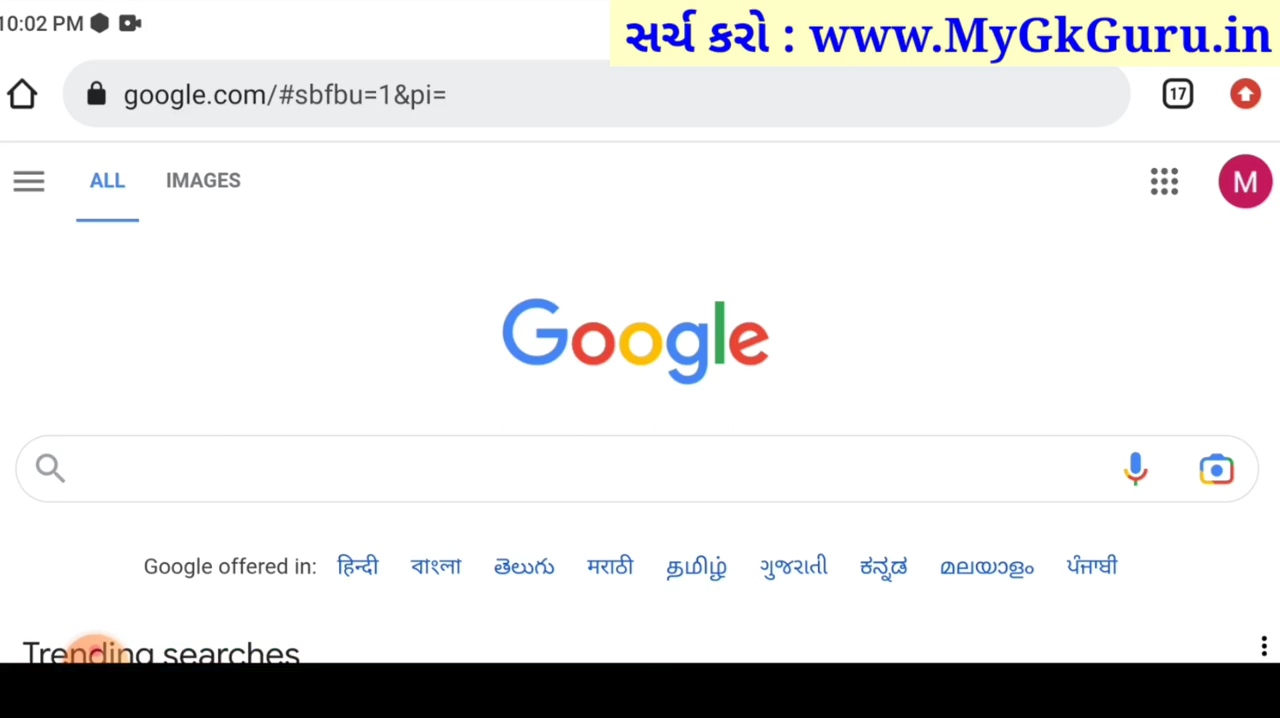 10:02 PM
સર્ચ કરો : www.MyGkGuru.in
google.com/#sbfbu=1&pi=
17
ALL IMAGES
M
Google
Google offered in: हिन्दी বাংলা తెలుగు मराठी தமிழ் ગુજરાતી ಕನ್ನಡ മലയാളം ਪੰਜਾਬੀ
Trending searches